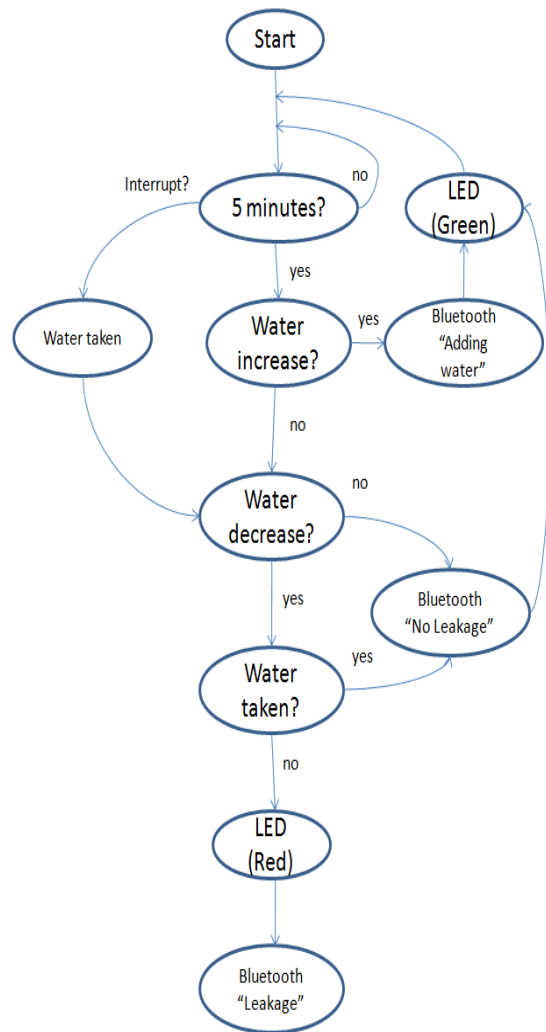 Start
no
Interrupt?
5 minutes?
LED
(Green)
yes
Water taken
Water
increase?
yes
Bluetooth
“Adding
water”
no
Water
decrease?
no
yes
Bluetooth
“No Leakage”
Water
taken?
yes
no
LED
(Red)
Bluetooth
“Leakage”